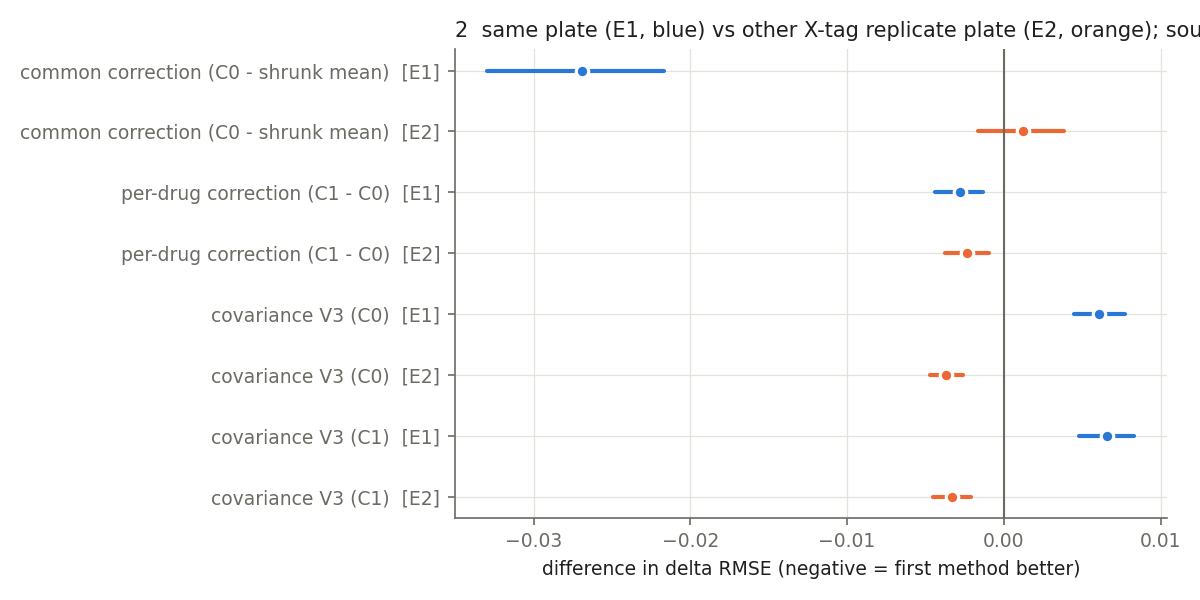 2  same plate (E1, blue) vs other X-tag replicate plate (E2, orange); sou
common correction (C0 - shrunk mean)  [E1]
common correction (C0 - shrunk mean)  [E2]
per-drug correction (C1 - C0)  [E1]
per-drug correction (C1 - C0)  [E2]
covariance V3 (C0)  [E1]
covariance V3 (C0)  [E2]
covariance V3 (C1)  [E1]
covariance V3 (C1)  [E2]
−0.03 −0.02 −0.01 0.00 0.01
difference in delta RMSE (negative = first method better)